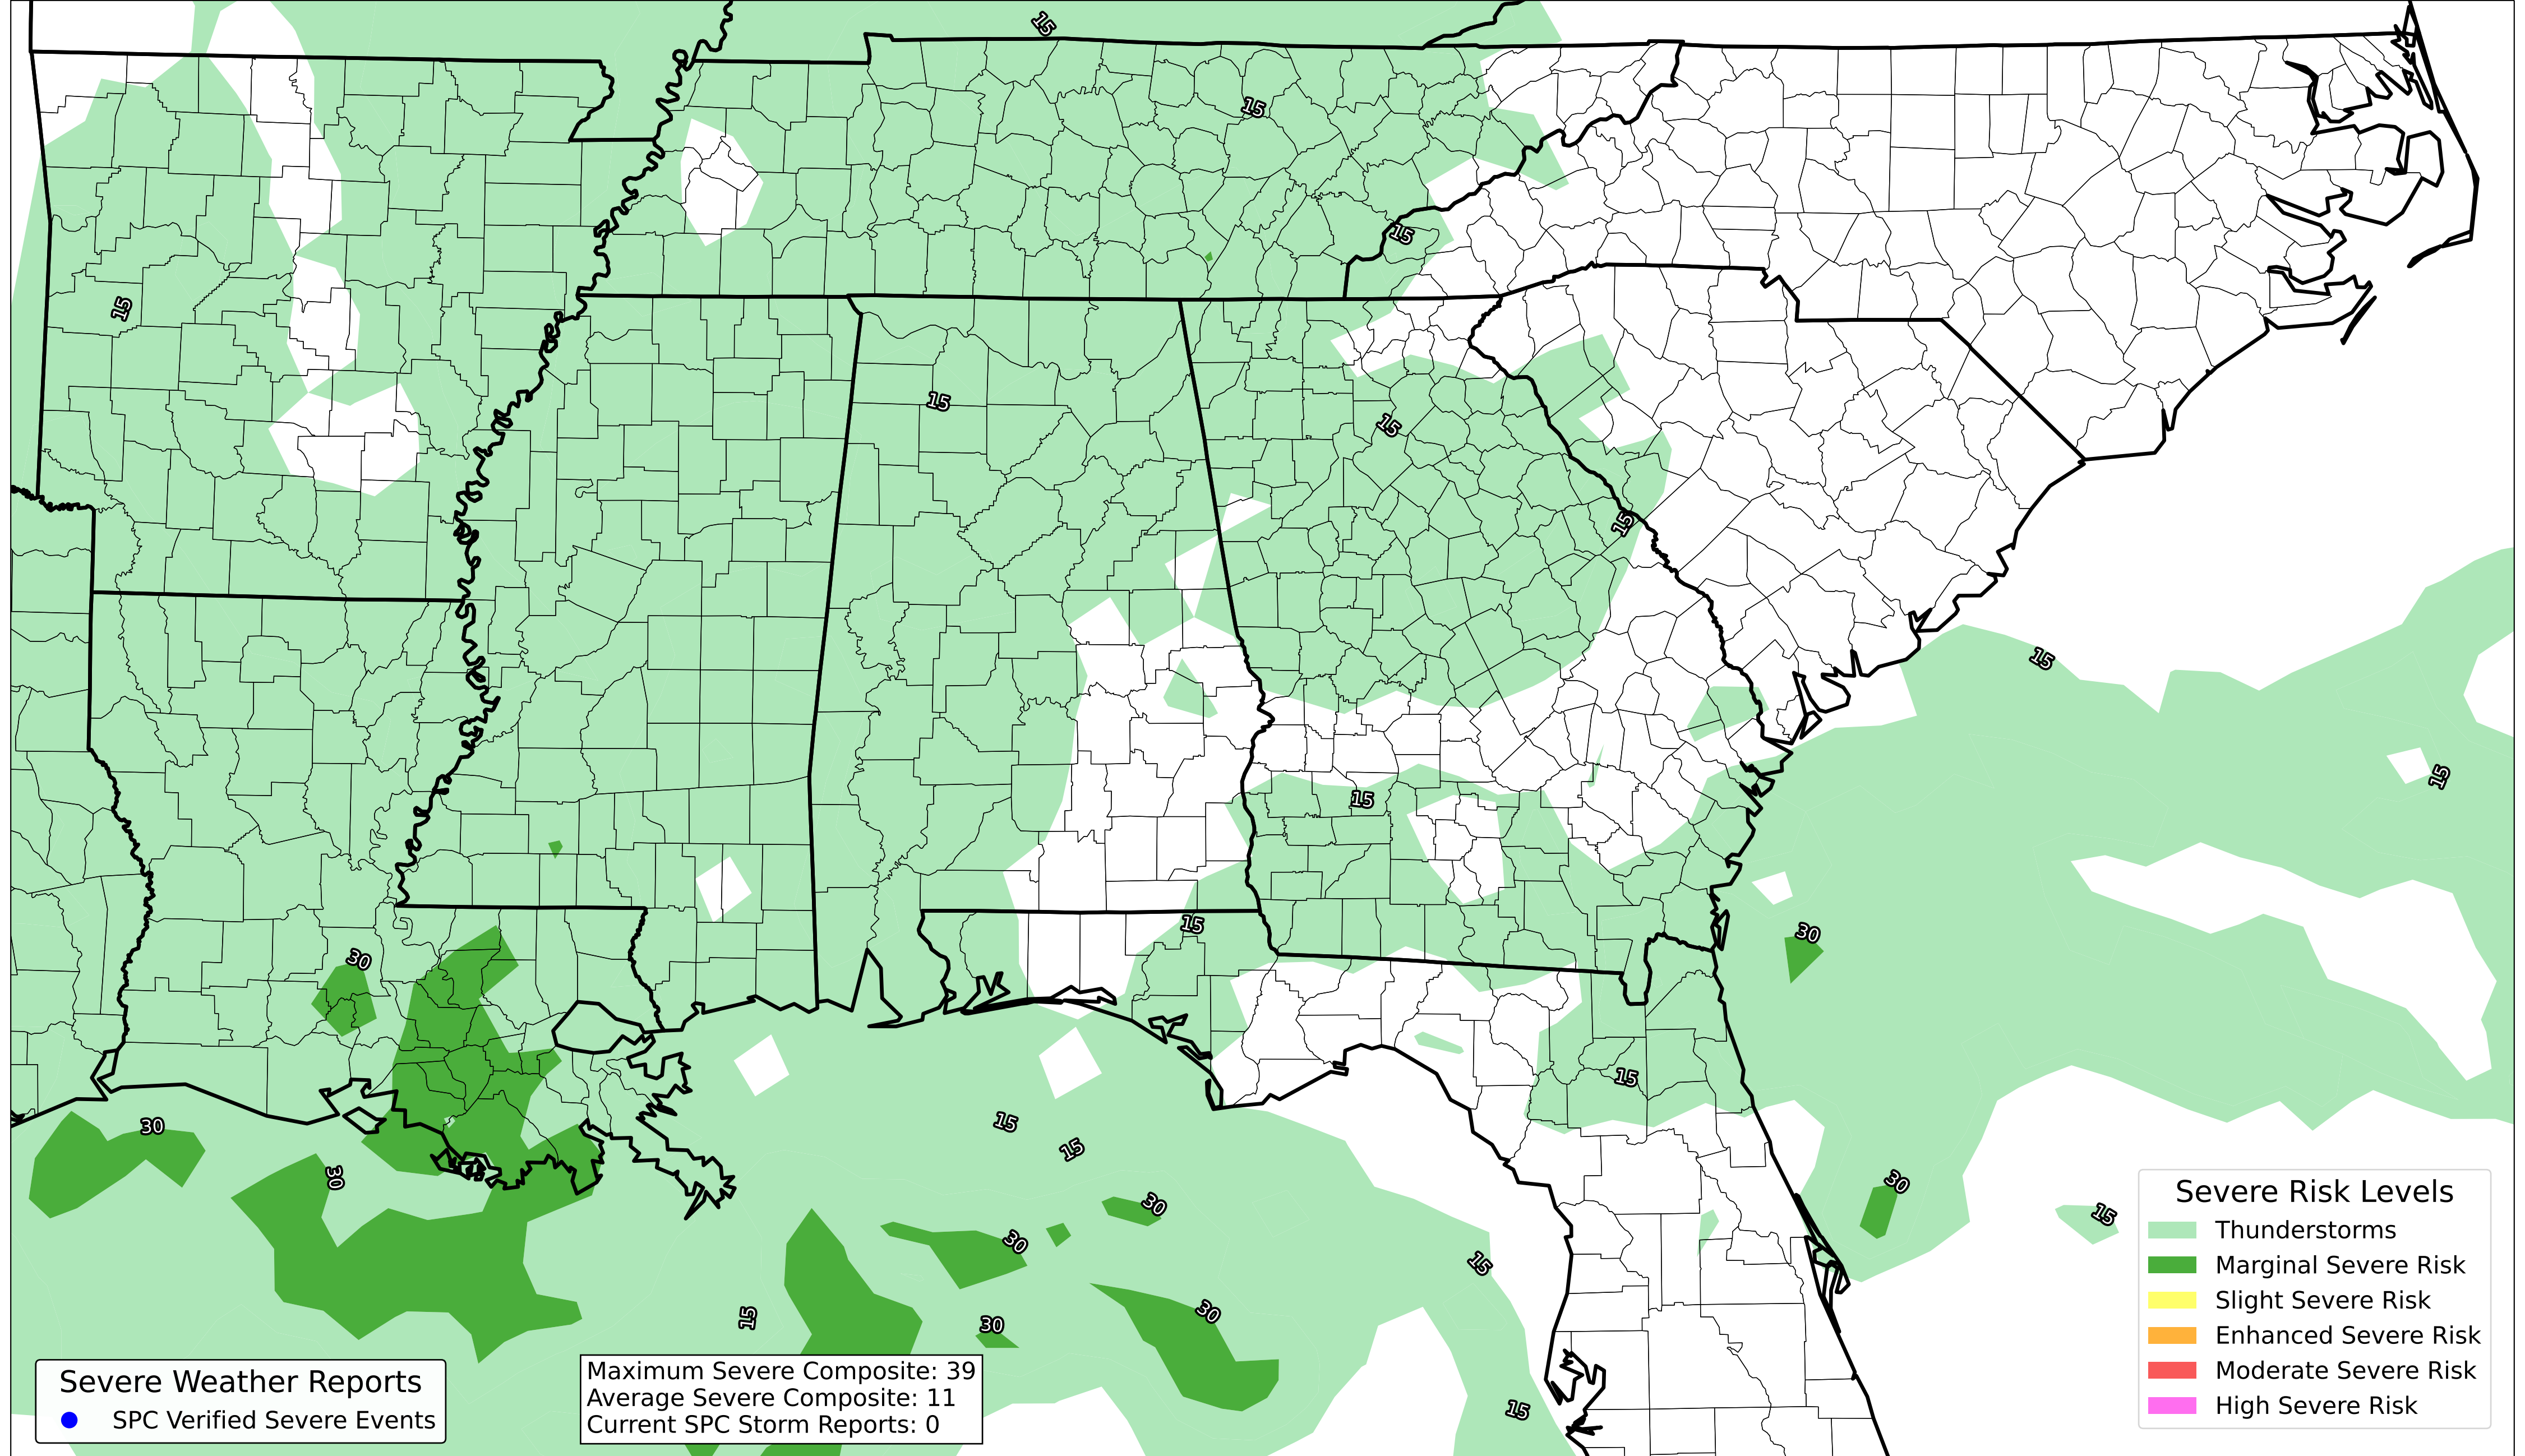 15
15
15
15
15
15
15
15
15
15
15
30
30
15
30
15
15
30
30
30
15
15
30
15
30
15
30
15
Severe Risk Levels
Thunderstorms
Marginal Severe Risk
Slight Severe Risk
Enhanced Severe Risk
Moderate Severe Risk
High Severe Risk
Severe Weather Reports
SPC Verified Severe Events
Maximum Severe Composite: 39
Average Severe Composite: 11
Current SPC Storm Reports: 0